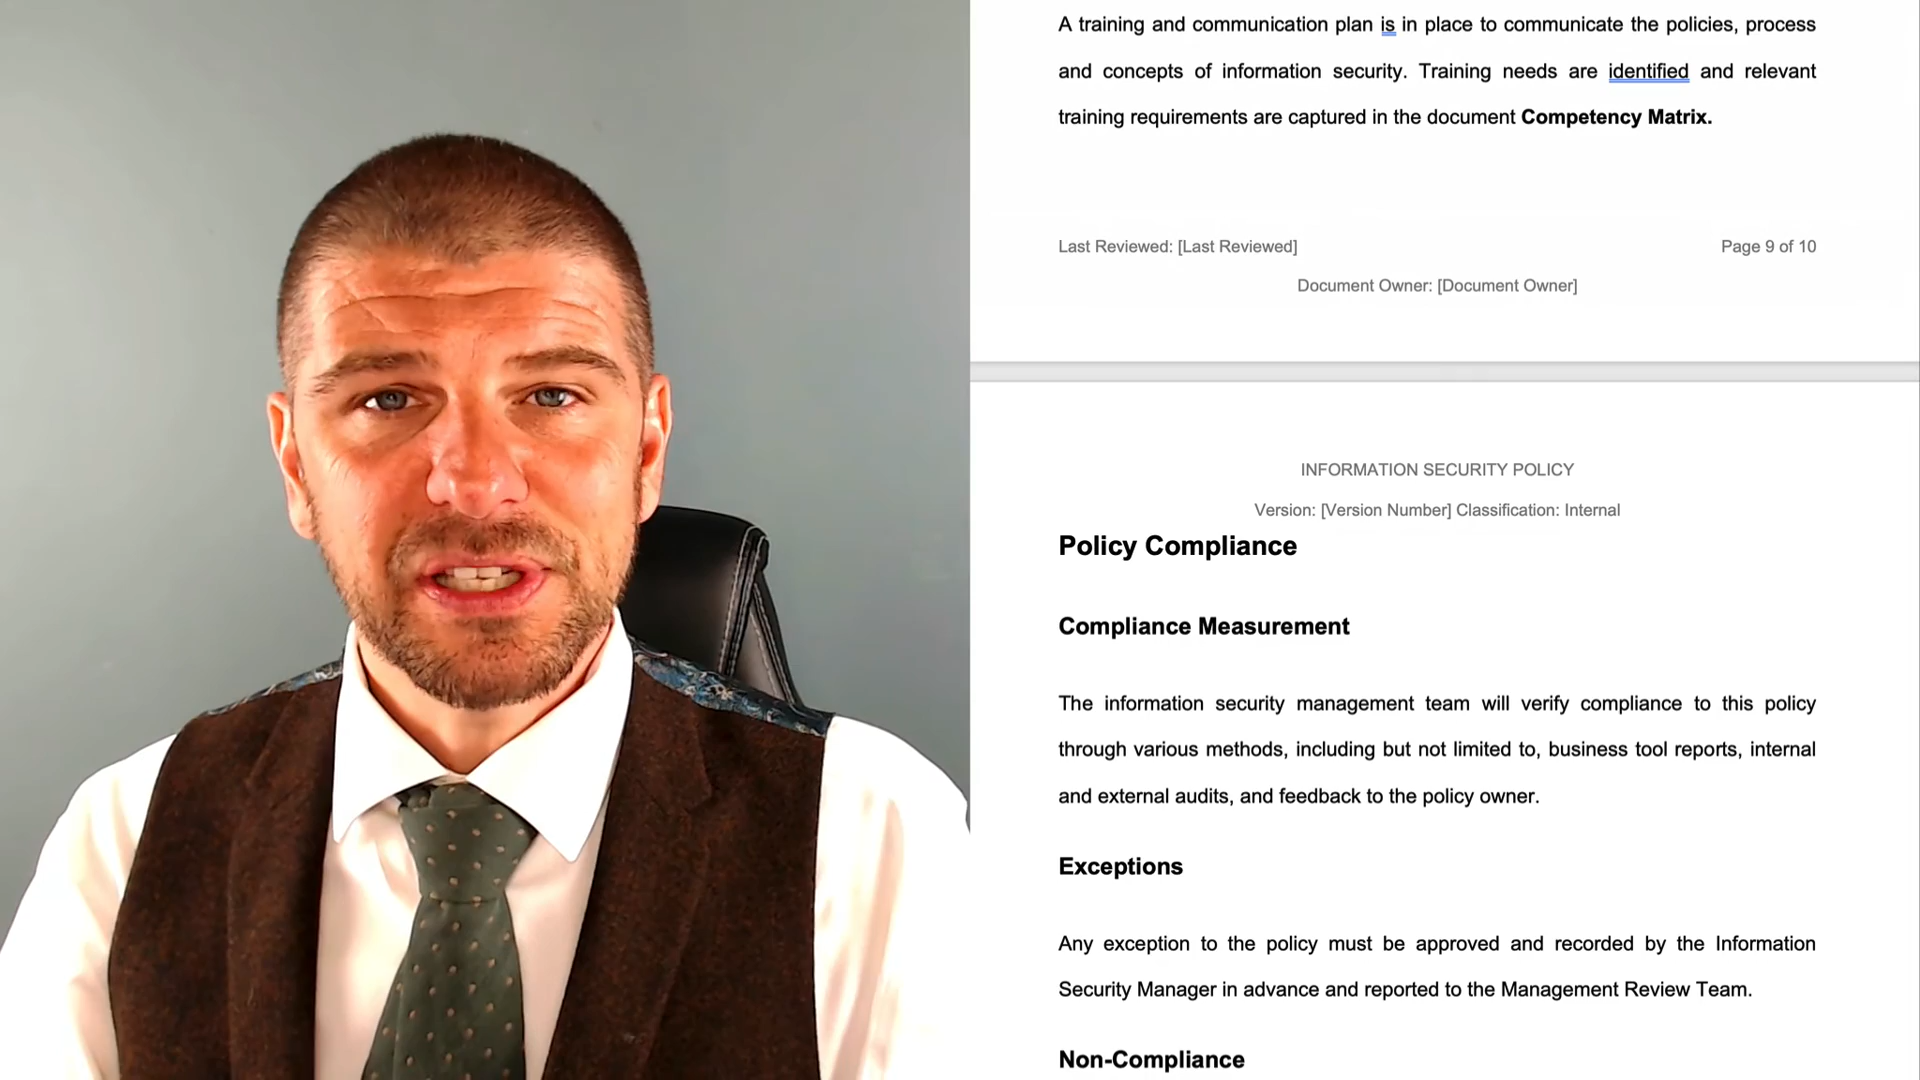 A training and communication plan is in place to communicate the policies, process
and concepts of information security. Training needs are identified and relevant
training requirements are captured in the document Competency Matrix.
Last Reviewed: [Last Reviewed]
Page 9 of 10
Document Owner: [Document Owner]
INFORMATION SECURITY POLICY
Version: [Version Number] Classification: Internal
Policy Compliance
Compliance Measurement
The information security management team will verify compliance to this policy
through various methods, including but not limited to, business tool reports, internal
and external audits, and feedback to the policy owner.
Exceptions
Any exception to the policy must be approved and recorded by the Information
Security Manager in advance and reported to the Management Review Team.
Non-Compliance